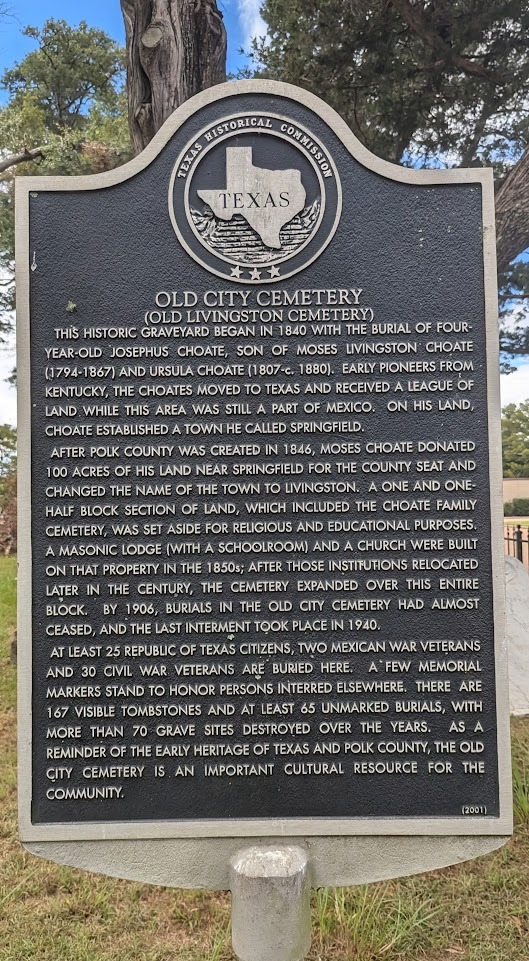 TEXAS HISTORICAL COMMISSION
TEXAS
OLD CITY CEMETERY
(OLD LIVINGSTON CEMETERY)
THIS HISTORIC GRAVEYARD BEGAN IN 1840 WITH THE BURIAL OF FOUR-
YEAR-OLD JOSEPHUS CHOATE, SON OF MOSES LIVINGSTON CHOATE
(1794-1867) AND URSULA CHOATE (1807-c. 1880). EARLY PIONEERS FROM
KENTUCKY, THE CHOATES MOVED TO TEXAS AND RECEIVED A LEAGUE OF
LAND WHILE THIS AREA WAS STILL A PART OF MEXICO. ON HIS LAND,
CHOATE ESTABLISHED A TOWN HE CALLED SPRINGFIELD.
AFTER POLK COUNTY WAS CREATED IN 1846, MOSES CHOATE DONATED
100 ACRES OF HIS LAND NEAR SPRINGFIELD FOR THE COUNTY SEAT AND
CHANGED THE NAME OF THE TOWN TO LIVINGSTON. A ONE AND ONE-
HALF BLOCK SECTION OF LAND, WHICH INCLUDED THE CHOATE FAMILY
CEMETERY, WAS SET ASIDE FOR RELIGIOUS AND EDUCATIONAL PURPOSES.
A MASONIC LODGE (WITH A SCHOOLROOM) AND A CHURCH WERE BUILT
ON THAT PROPERTY IN THE 1850s; AFTER THOSE INSTITUTIONS RELOCATED
LATER IN THE CENTURY, THE CEMETERY EXPANDED OVER THIS ENTIRE
BLOCK. BY 1906, BURIALS IN THE OLD CITY CEMETERY HAD ALMOST
CEASED, AND THE LAST INTERMENT TOOK PLACE IN 1940.
AT LEAST 25 REPUBLIC OF TEXAS CITIZENS, TWO MEXICAN WAR VETERANS
AND 30 CIVIL WAR VETERANS ARE BURIED HERE. A FEW MEMORIAL
MARKERS STAND TO HONOR PERSONS INTERRED ELSEWHERE. THERE ARE
167 VISIBLE TOMBSTONES AND AT LEAST 65 UNMARKED BURIALS, WITH
MORE THAN 70 GRAVE SITES DESTROYED OVER THE YEARS. AS A
REMINDER OF THE EARLY HERITAGE OF TEXAS AND POLK COUNTY, THE OLD
CITY CEMETERY IS AN IMPORTANT CULTURAL RESOURCE FOR THE
COMMUNITY.
(2001)